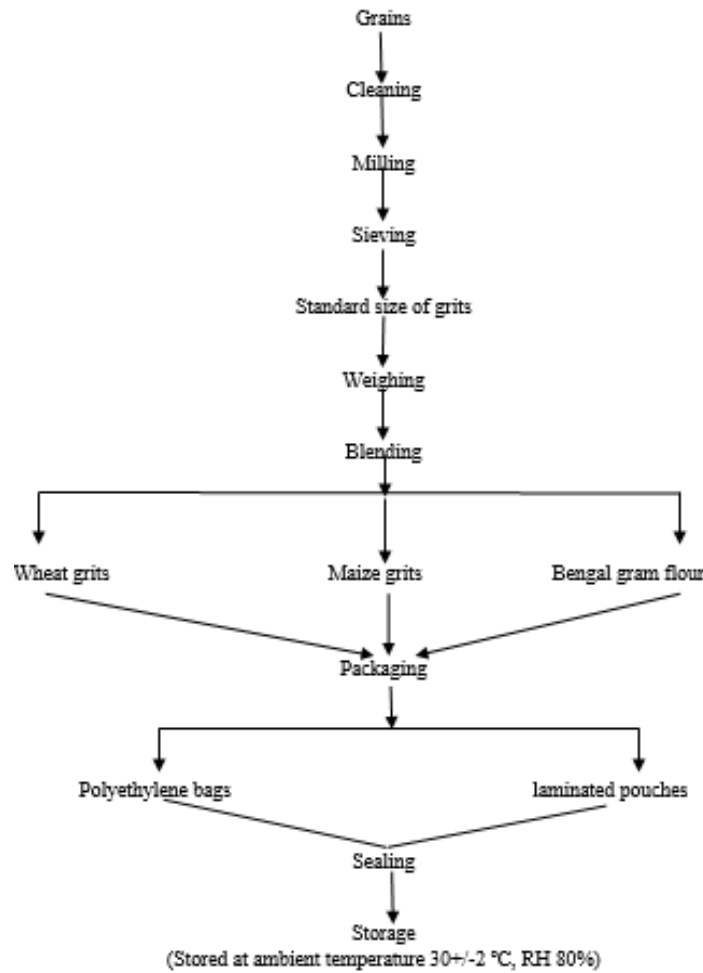 Grains
Cleaning
Milling
Sieving
Standard size of grits
Weighing
Blending
Wheat grits
Maize grits
Bengal gram flour
Packaging
Polyethylene bags
laminated pouches
Sealing
Storage
(Stored at ambient temperature 30+/-2 °C, RH 80%)